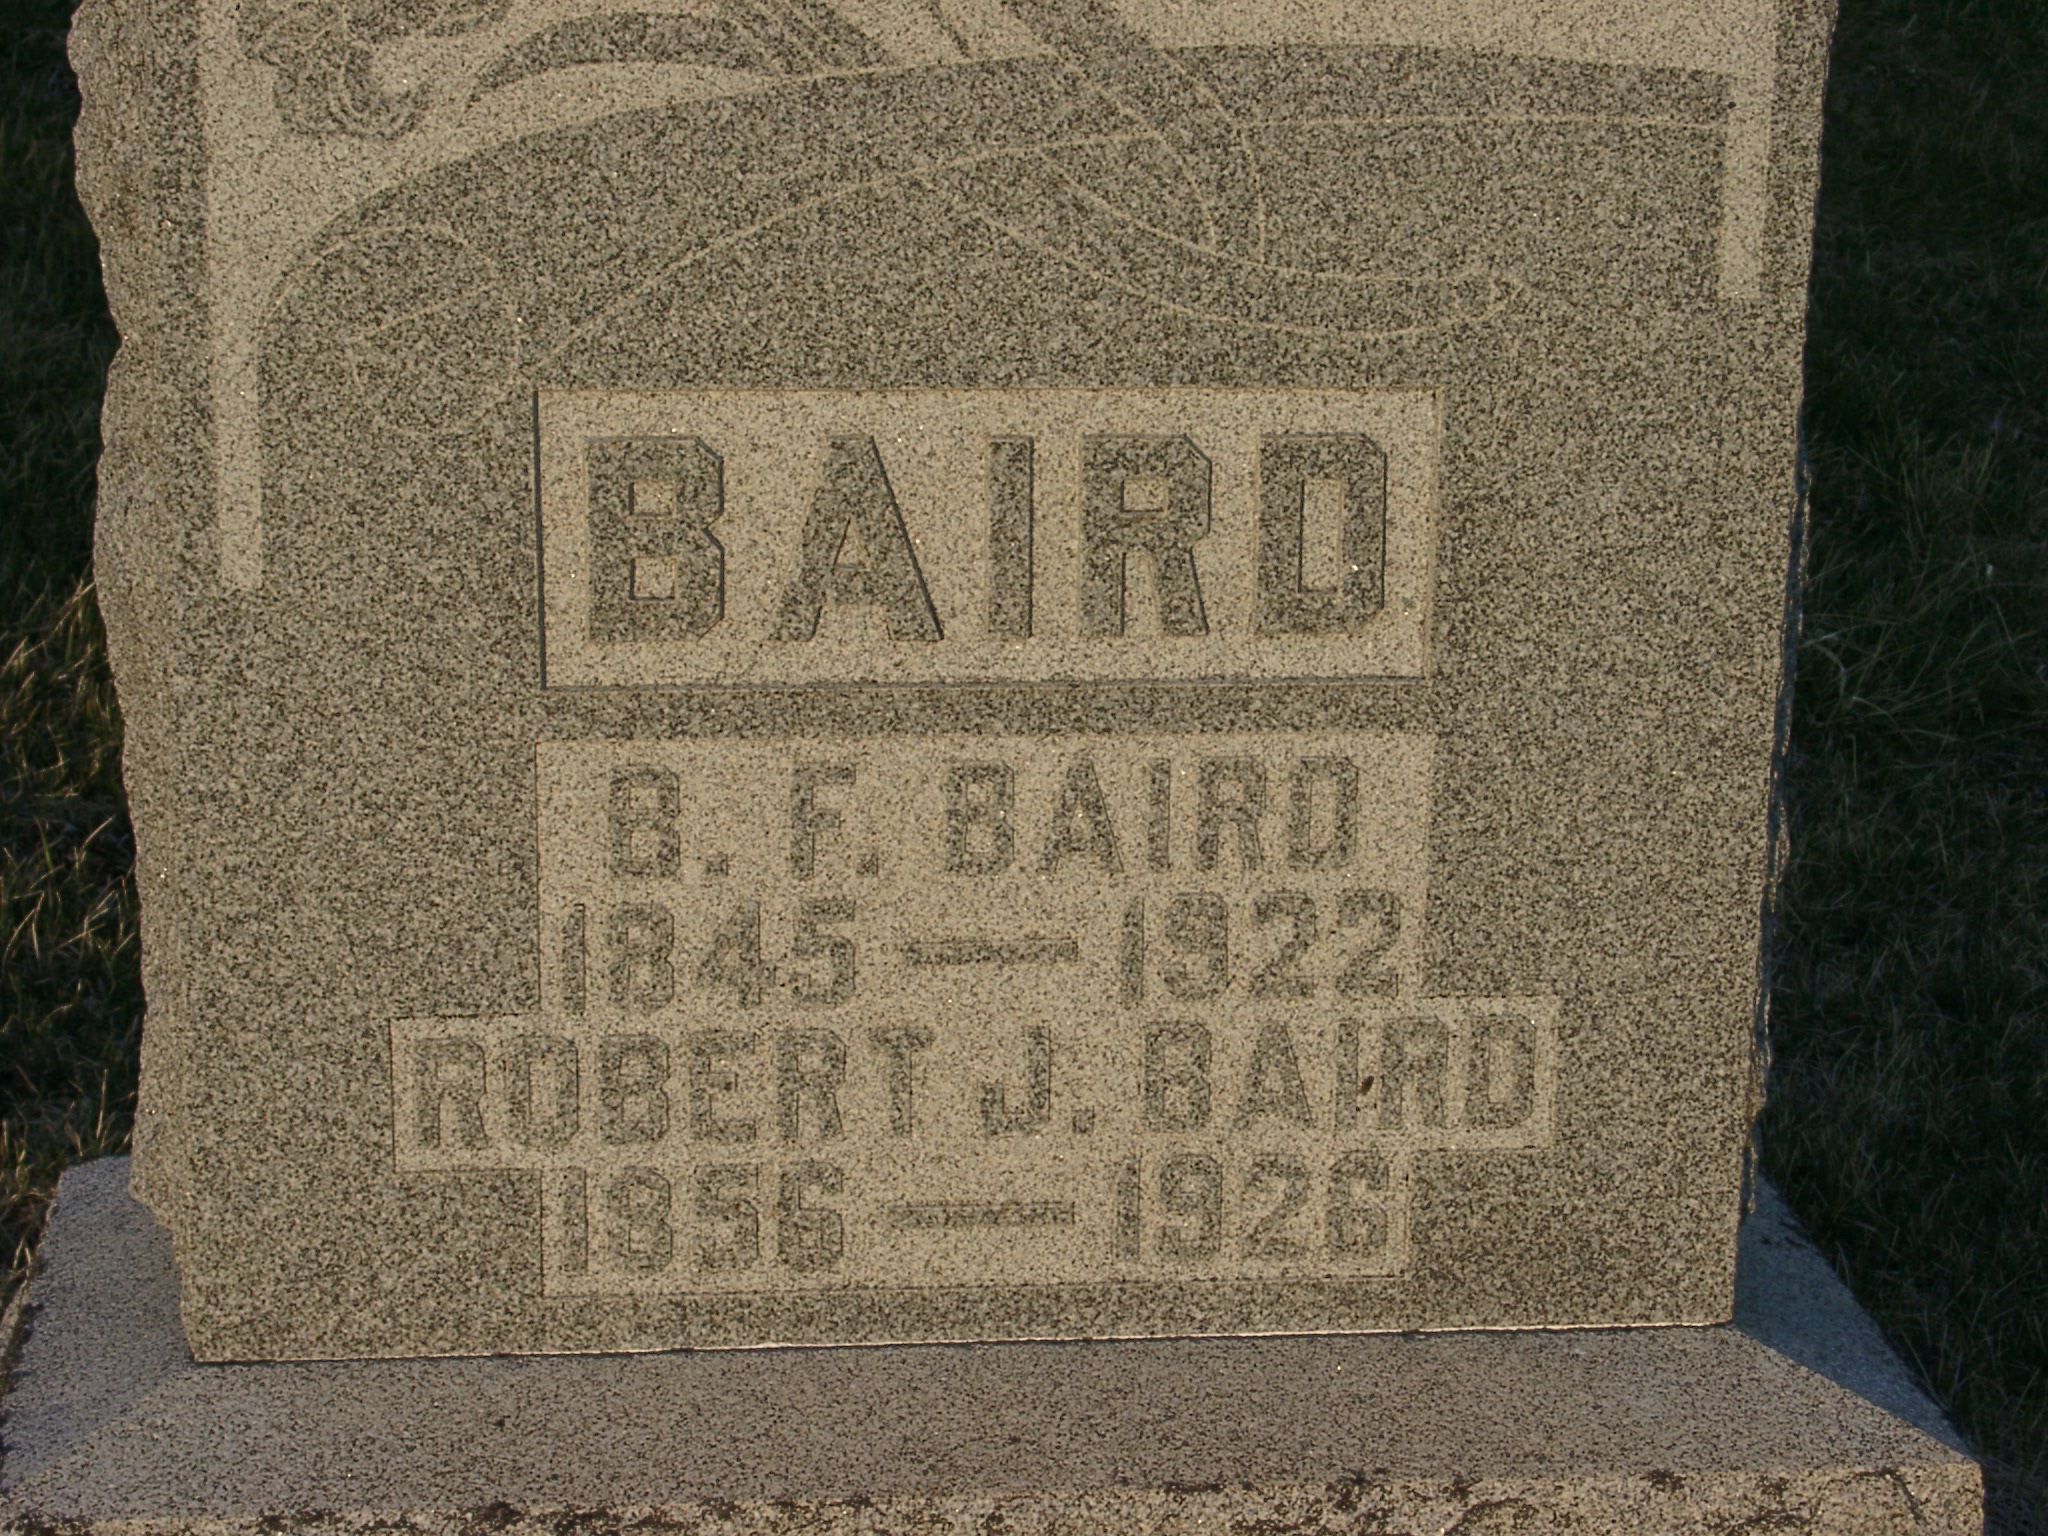 BAIRD
B. F. BAIRD
1845 — 1922
ROBERT J. BAIRD
1856 — 1926